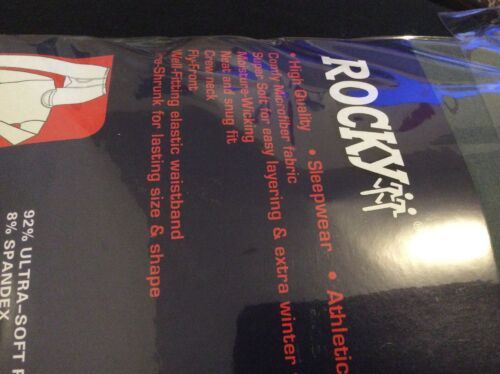 ROCKY
®
• High Quality • Sleepwear • Athletic
Comfy Microfiber fabric
Super Soft for easy layering & extra winter
Moisture-Wicking
Neat and snug fit
Crew neck
Fly-Front
Well-Fitting elastic waistband
re-Shrunk for lasting size & shape
92% ULTRA-SOFT
8% SPANDEX